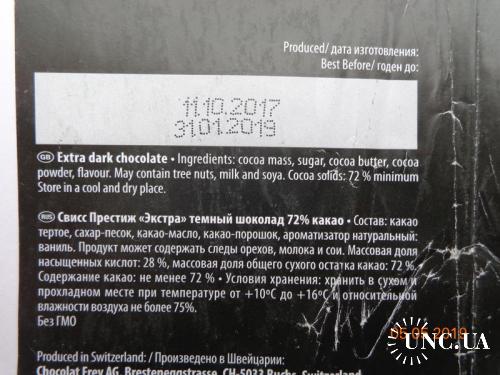 Produced/ дата изготовления:
Best Before/ годен до:
11.10.2017
31.01.2019
GB Extra dark chocolate • Ingredients: cocoa mass, sugar, cocoa butter, cocoa
powder, flavour. May contain tree nuts, milk and soya. Cocoa solids: 72 % minimum
Store in a cool and dry place.
RUS Свисс Престиж «Экстра» темный шоколад 72% какао • Состав: какао
тертое, сахар-песок, какао-масло, какао-порошок, ароматизатор натуральный:
ваниль. Продукт может содержать следы орехов, молока и сои. Массовая доля
насыщенных кислот: 28 %, массовая доля общего сухого остатка какао: 72 %.
Содержание какао: не менее 72 % • Условия хранения: хранить в сухом и
прохладном месте при температуре от +10ºС до +16ºС и относительной
влажности воздуха не более 75%.
Без ГМО
Produced in Switzerland: / Произведено в Швейцарии:
Chocolat Frey AG, Bresteneggstrasse, CH-5033 Buchs, Switzerland
06.05.2019
UNC.UA